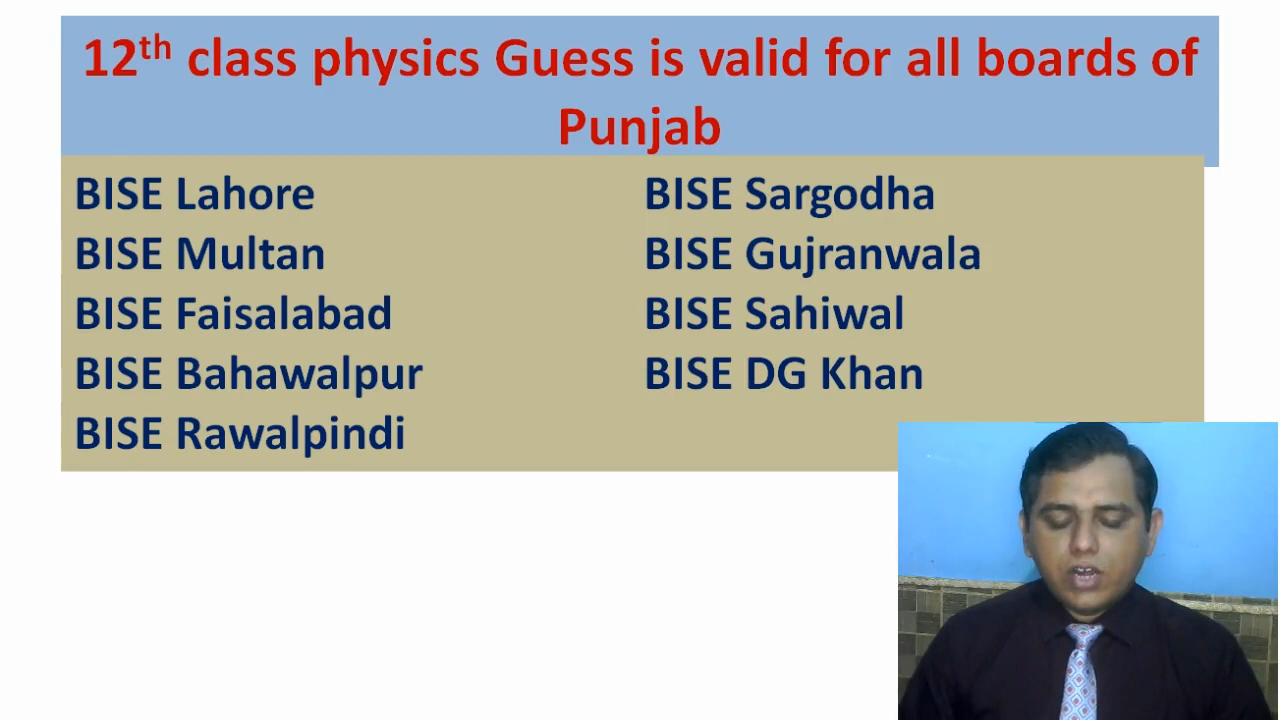 12th class physics Guess is valid for all boards of
Punjab
BISE Lahore
BISE Multan
BISE Faisalabad
BISE Bahawalpur
BISE Rawalpindi
BISE Sargodha
BISE Gujranwala
BISE Sahiwal
BISE DG Khan